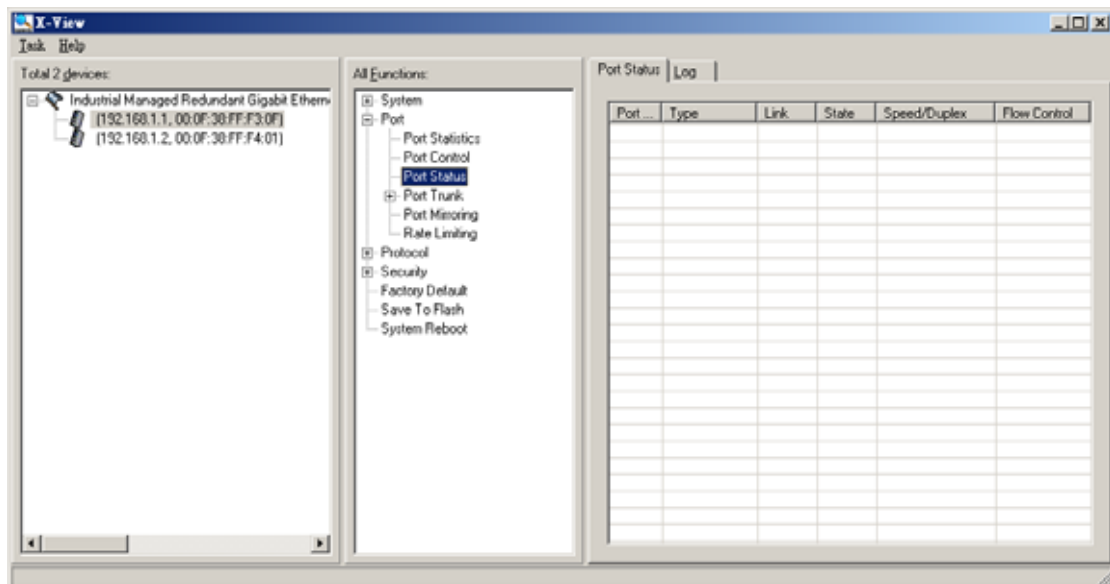 X-View
Task Help
Total 2 devices:
Industrial Managed Redundant Gigabit Ethern
(192.168.1.1, 00:0F:38:FF:F3:0F)
(192.168.1.2, 00:0F:38:FF:F4:01)
All Functions:
System
Port
Port Statistics
Port Control
Port Status
Port Trunk
Port Mirroring
Rate Limiting
Protocol
Security
Factory Default
Save To Flash
System Reboot
Port Status Log
Port ... Type Link State Speed/Duplex Flow Control